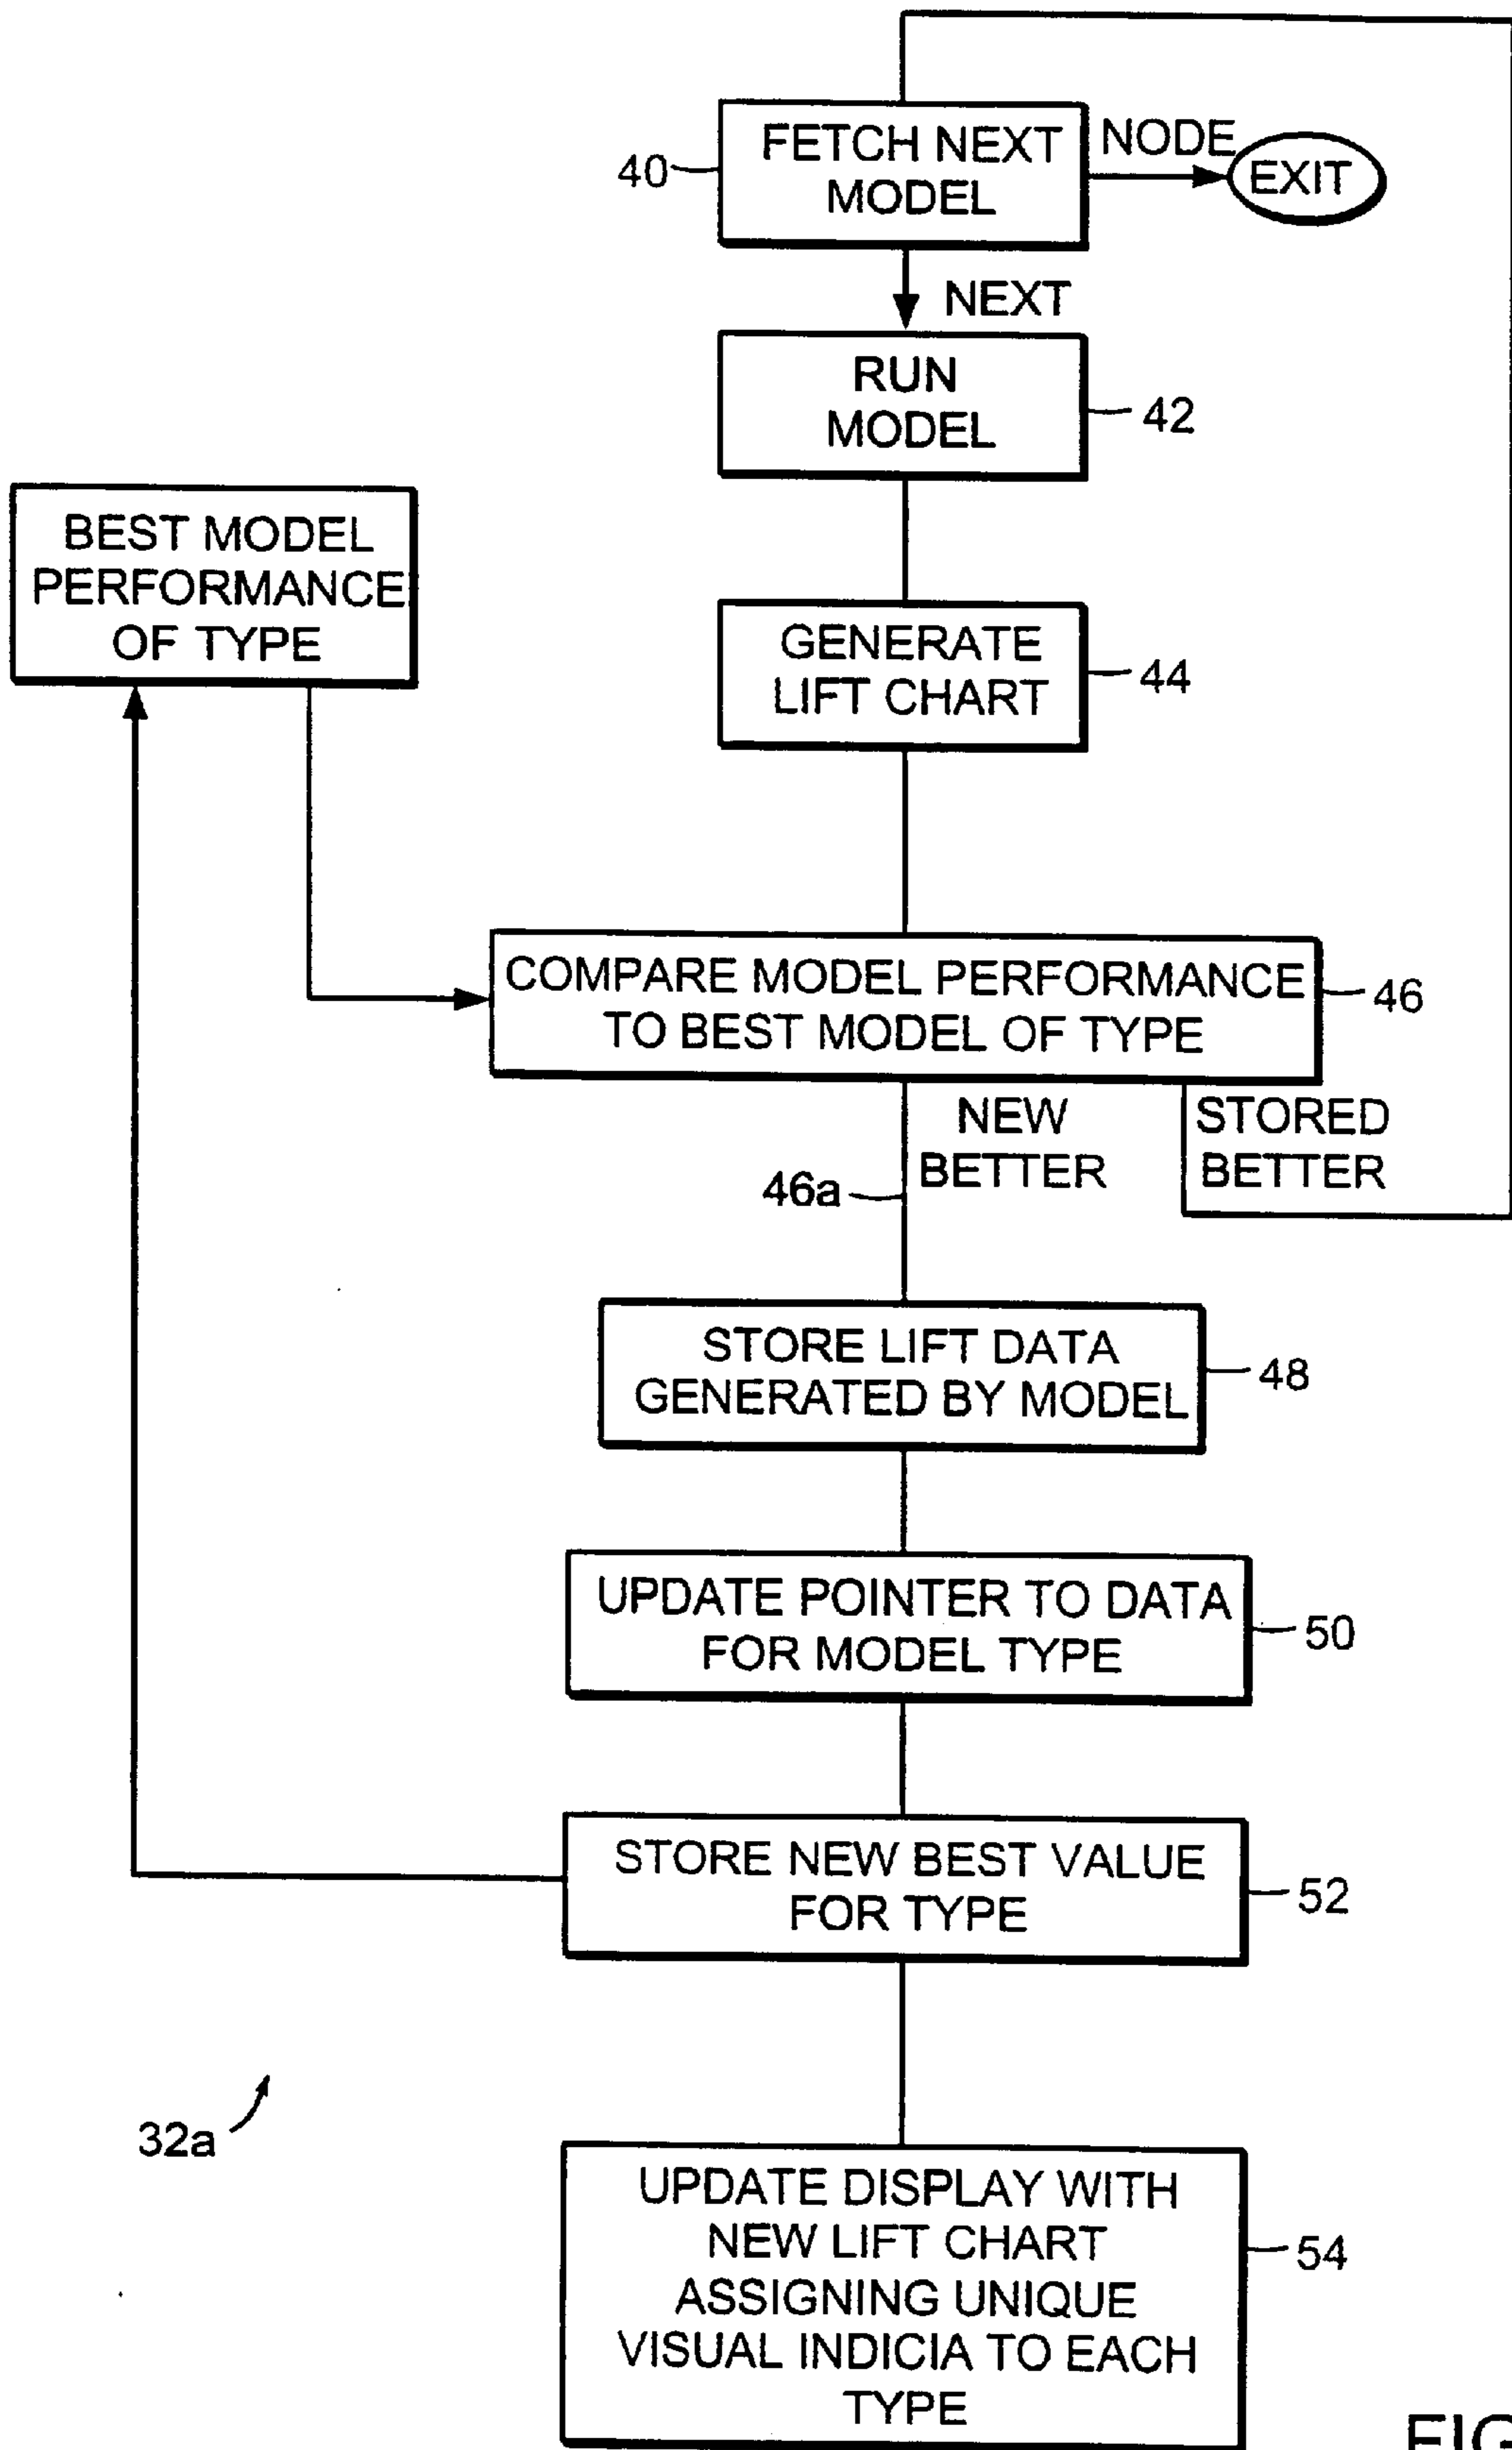 FETCH NEXT
MODEL
40
NODE
EXIT
NEXT
RUN
MODEL
42
BEST MODEL
PERFORMANCE
OF TYPE
GENERATE
LIFT CHART
44
COMPARE MODEL PERFORMANCE
TO BEST MODEL OF TYPE
46
NEW
BETTER
STORED
BETTER
46a
STORE LIFT DATA
GENERATED BY MODEL
48
UPDATE POINTER TO DATA
FOR MODEL TYPE
50
STORE NEW BEST VALUE
FOR TYPE
52
32a
UPDATE DISPLAY WITH
NEW LIFT CHART
ASSIGNING UNIQUE
VISUAL INDICIA TO EACH
TYPE
54
FIG